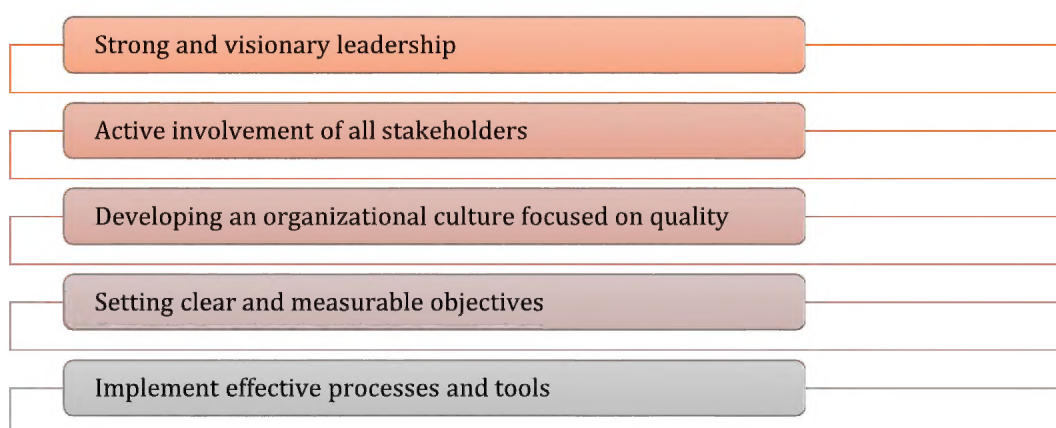 Strong and visionary leadership
Active involvement of all stakeholders
Developing an organizational culture focused on quality
Setting clear and measurable objectives
Implement effective processes and tools